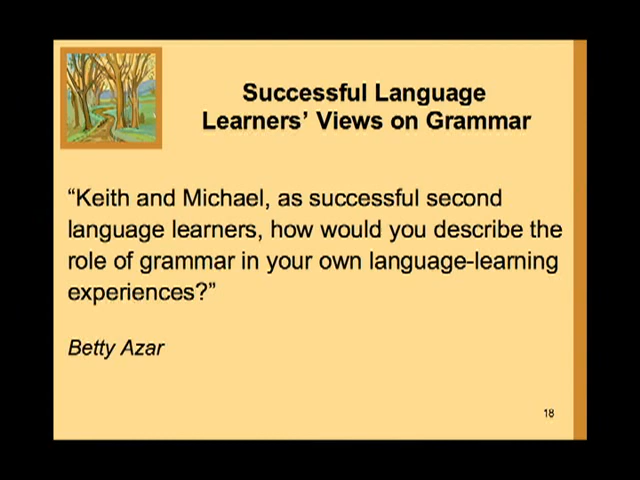 Successful Language
Learners’ Views on Grammar
“Keith and Michael, as successful second
language learners, how would you describe the
role of grammar in your own language-learning
experiences?”
Betty Azar
18